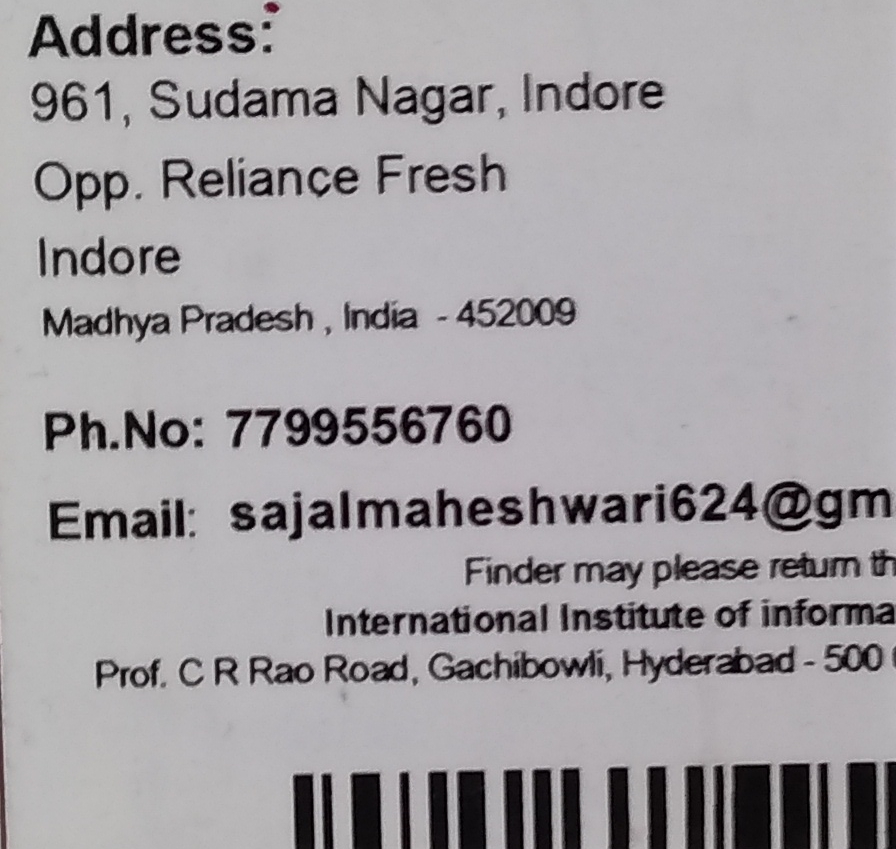 Address:
961, Sudama Nagar, Indore
Opp. Reliance Fresh
Indore
Madhya Pradesh , India - 452009
Ph.No: 7799556760
Email: sajalmaheshwari624@gm
Finder may please return th
International Institute of informa
Prof. C R Rao Road, Gachibowli, Hyderabad - 500